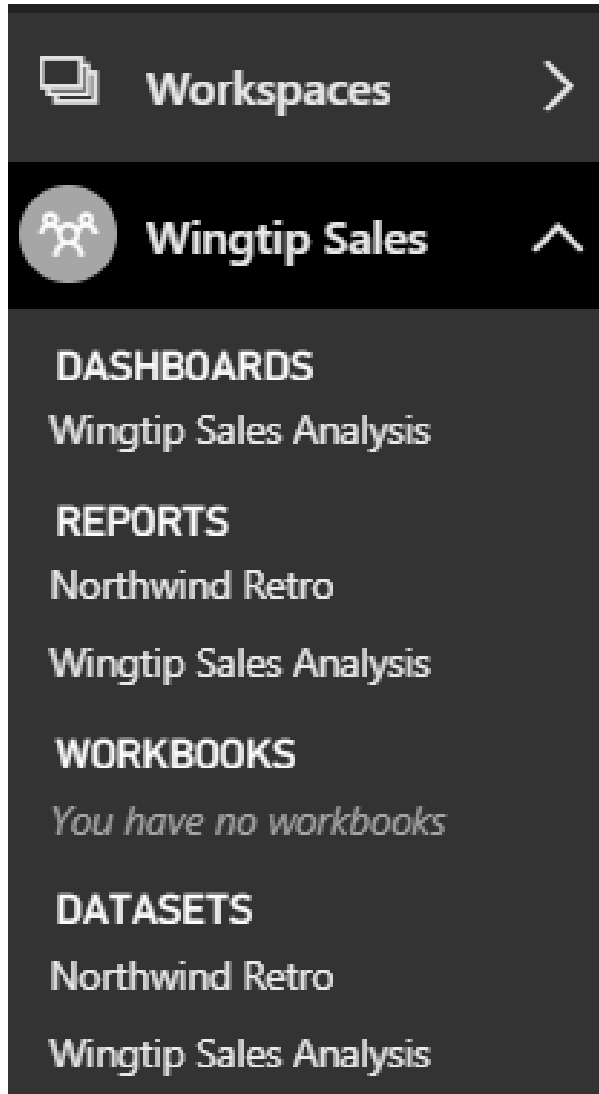 Workspaces
Wingtip Sales
DASHBOARDS
Wingtip Sales Analysis
REPORTS
Northwind Retro
Wingtip Sales Analysis
WORKBOOKS
You have no workbooks
DATASETS
Northwind Retro
Wingtip Sales Analysis